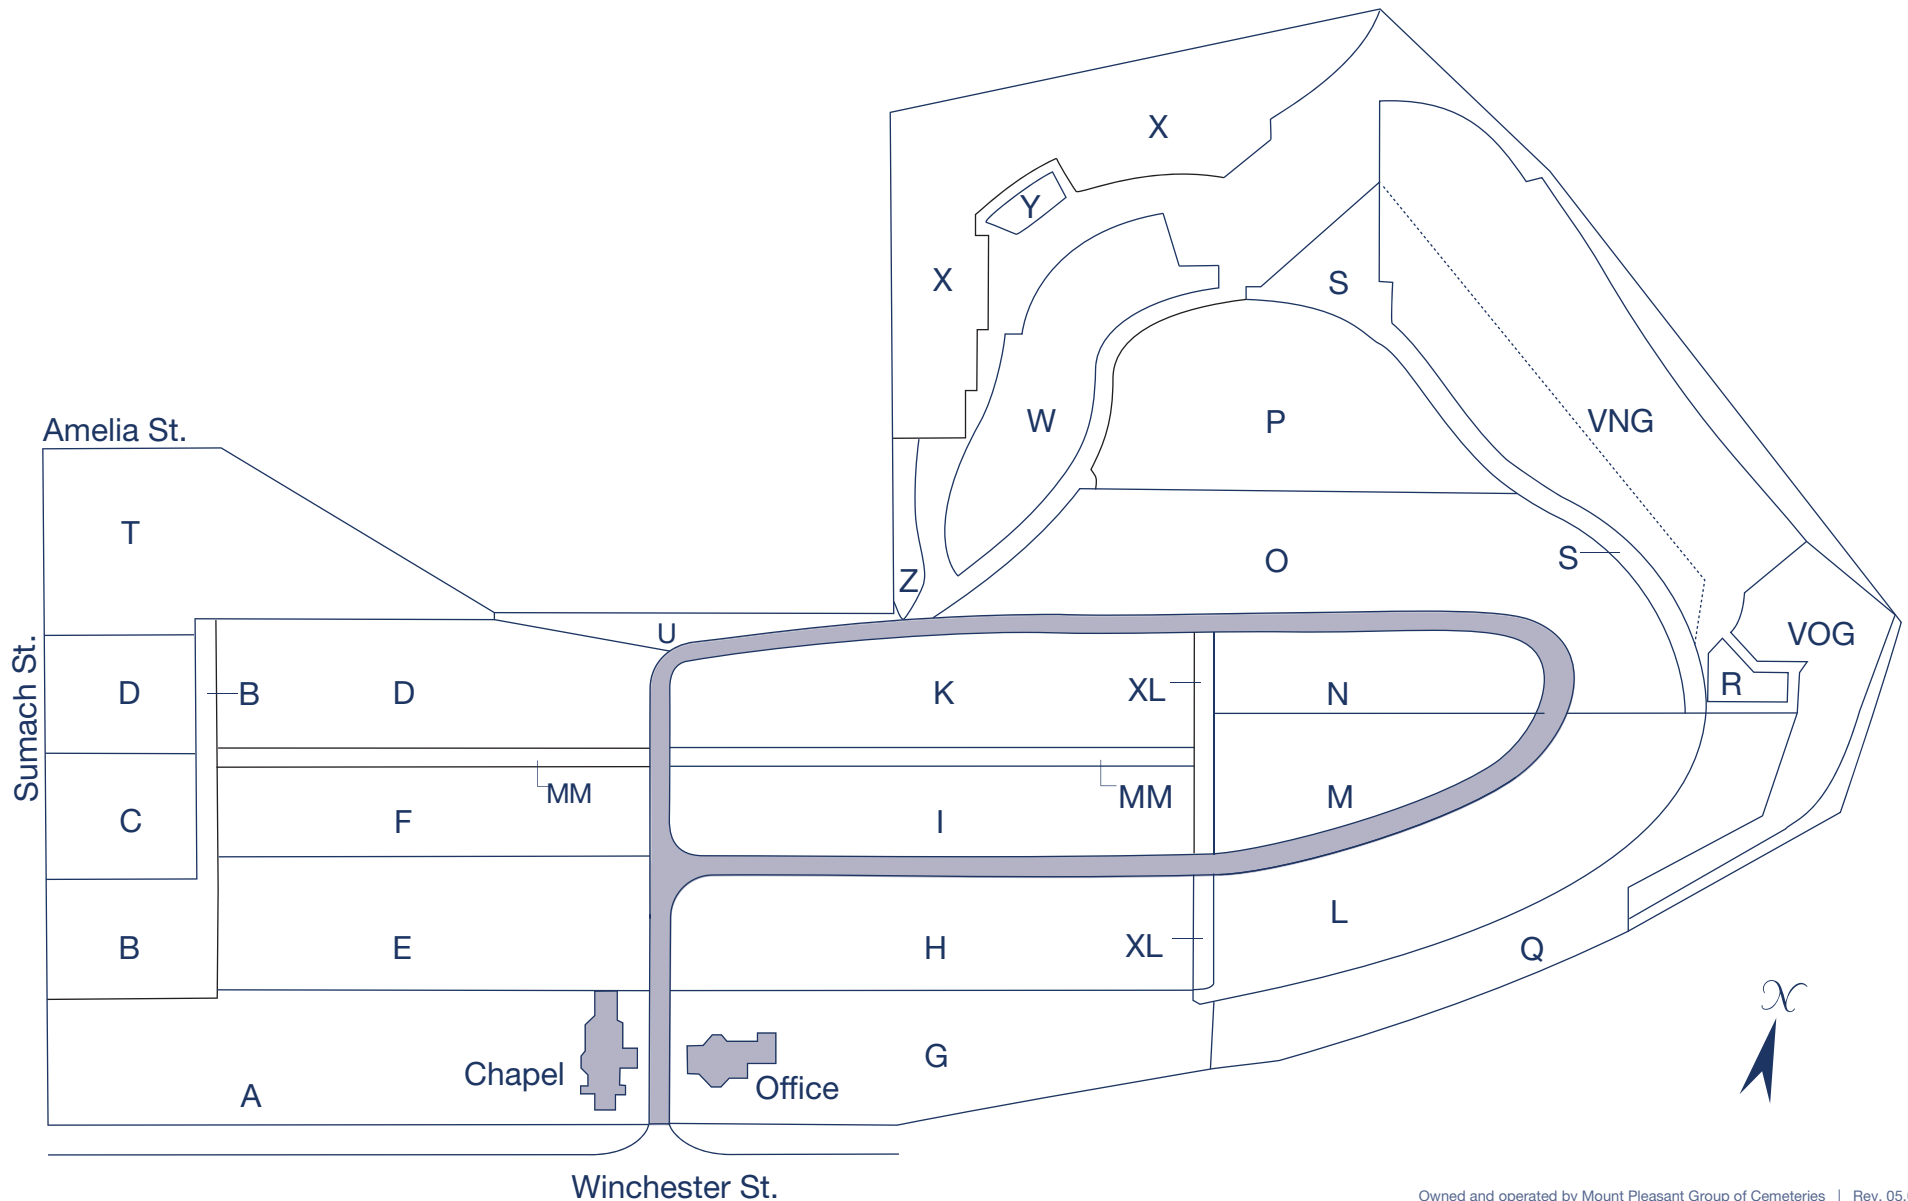 X
Y
X
S
W
P
VNG
Amelia St.
T
O
S
Z
U
VOG
Sumach St.
D
B
D
K
XL
N
R
MM
MM
M
C
F
I
L
B
E
H
XL
Q
N
Chapel
Office
G
A
Winchester St.
Owned and operated by Mount Pleasant Group of Cemeteries | Rev. 05.